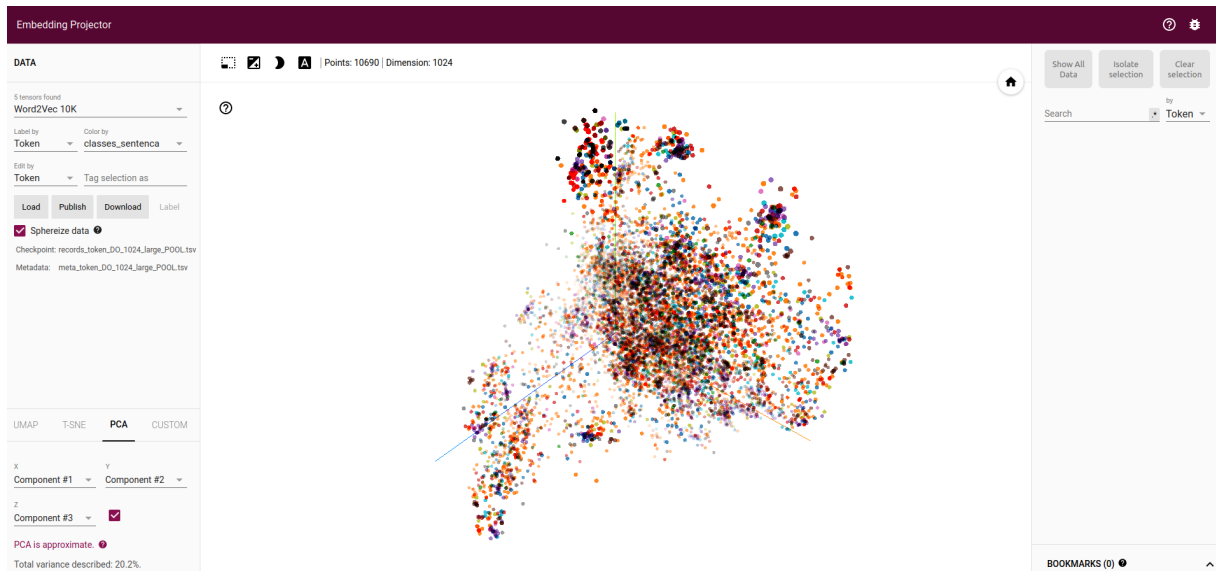 Embedding Projector
DATA
Points: 10690 | Dimension: 1024
5 tensors found
Word2Vec 10K
Label by Color by
Token classes_sentenca
Edit by
Token Tag selection as
Load Publish Download Label
Sphereize data
Checkpoint: records_token_DO_1024_large_POOL.tsv
Metadata: meta_token_DO_1024_large_POOL.tsv
UMAP T-SNE PCA CUSTOM
X Y
Component #1 Component #2
Z
Component #3
PCA is approximate.
Total variance described: 20.2%.
Show All Data Isolate selection Clear selection
by
Search .* Token
BOOKMARKS (0)